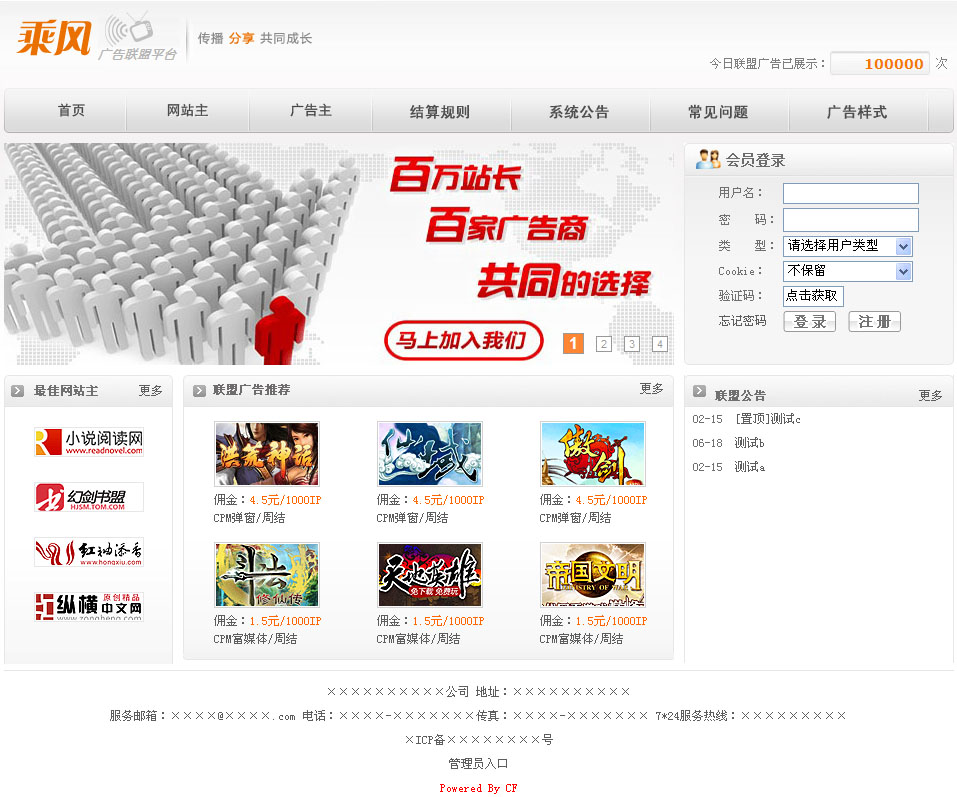 乘风
广告联盟平台
传播 分享 共同成长
今日联盟广告已展示： 100000 次
首页 网站主 广告主 结算规则 系统公告 常见问题 广告样式
百万站长
百家广告商
共同的选择
马上加入我们
1 2 3 4
会员登录
用户名：
密 码：
类 型： 请选择用户类型
Cookie： 不保留
验证码： 点击获取
忘记密码 登录 注册
最佳网站主 更多
小说阅读网
www.readnovel.com
幻剑书盟
HJSM.TOM.COM
红袖添香
www.hongxiu.com
纵横 原创精品
中文网
www.zongheng.com
联盟广告推荐 更多
洪荒神话
佣金：4.5元/1000IP
CPM弹窗/周结
仙域
佣金：4.5元/1000IP
CPM弹窗/周结
傲剑
佣金：4.5元/1000IP
CPM弹窗/周结
修仙传
佣金：1.5元/1000IP
CPM富媒体/周结
天地英雄
免下载 免费玩
佣金：1.5元/1000IP
CPM富媒体/周结
帝国文明
佣金：1.5元/1000IP
CPM富媒体/周结
联盟公告 更多
02-15 [置顶]测试c
06-18 测试b
02-15 测试a
××××××××××公司 地址：××××××××××
服务邮箱：××××@××××.com 电话：××××-×××××××传真：××××-××××××× 7*24服务热线：×××××××××
×ICP备××××××××号
管理员入口
Powered By CF